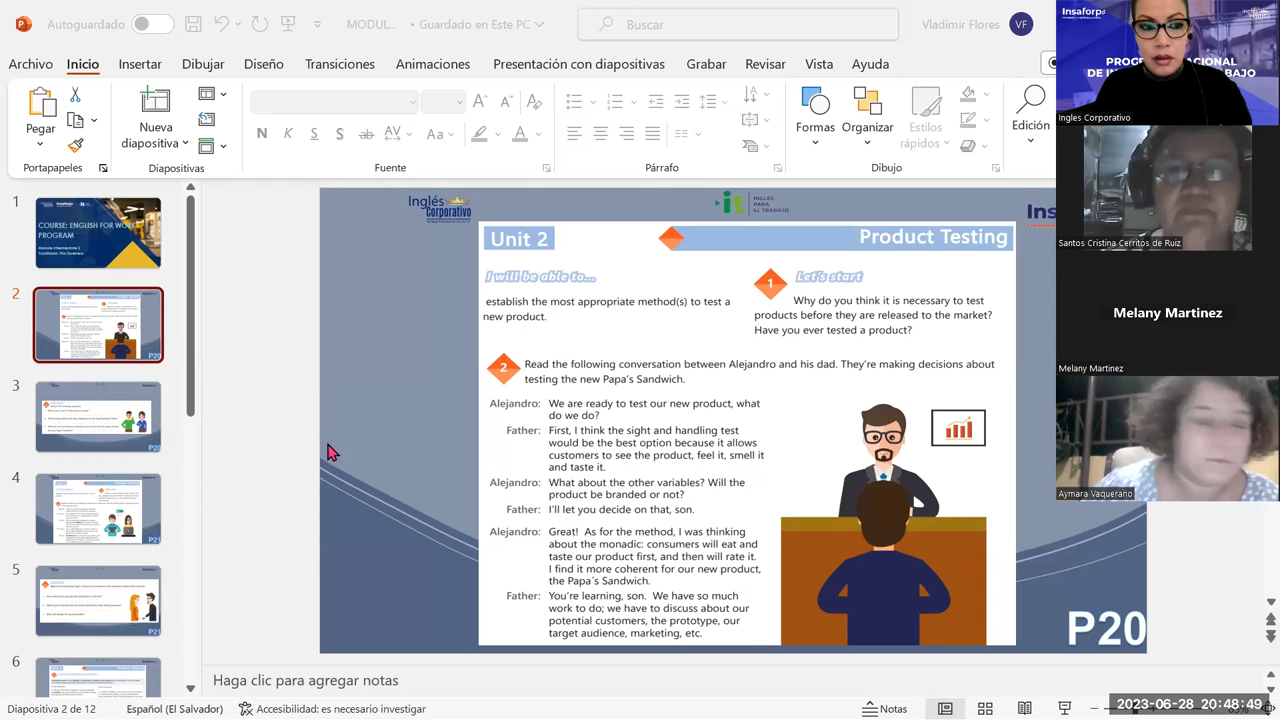 Autoguardado
Guardado en Este PC
Buscar
Vladimir Flores
VF
Archivo
Inicio
Insertar
Dibujar
Diseño
Transiciones
Animaciones
Presentación con diapositivas
Grabar
Revisar
Vista
Ayuda
Pegar
Nueva
diapositiva
Formas
Organizar
Estilos
rápidos
Edición
Portapapeles
Diapositivas
Fuente
Párrafo
Dibujo
1
COURSE: ENGLISH FOR WORK
PROGRAM
2
P20
3
P20
4
P21
5
P21
6
Inglés
Corporativo
it
INGLÉS
PARA
EL TRABAJO
Unit 2
Product Testing
I will be able to...
establish the most appropriate method(s) to test a
new product.
1
Let's start
Why do you think it is necessary to test
products before they are released to the market?
Have you ever tested a product?
2
Read the following conversation between Alejandro and his dad. They're making decisions about
testing the new Papa's Sandwich.
Alejandro: We are ready to test our new product, what
do we do?
Father: First, I think the sight and handling test
would be the best option because it allows
customers to see the product, feel it, smell it
and taste it.
Alejandro: What about the other variables? Will the
product be branded or not?
Father: I'll let you decide on that, son.
Alejandro: Great! As for the method, I was thinking
about the monadic: consumers will eat and
taste our product first, and then will rate it.
I find it more coherent for our new product,
he Papa´s Sandwich.
Father: You're learning, son. We have so much
work to do; we have to discuss about our
potential customers, the prototype, our
target audience, marketing, etc.
P20
Haga clic para agregar notas
Diapositiva 2 de 12
Español (El Salvador)
Accesibilidad: es necesario investigar
Notas
2023-06-28 20:48:49
Insaforp
Ingles Corporativo
Santos Cristina Cerritos de Ruiz
Melany Martinez
Melany Martinez
Aymara Vaquerano